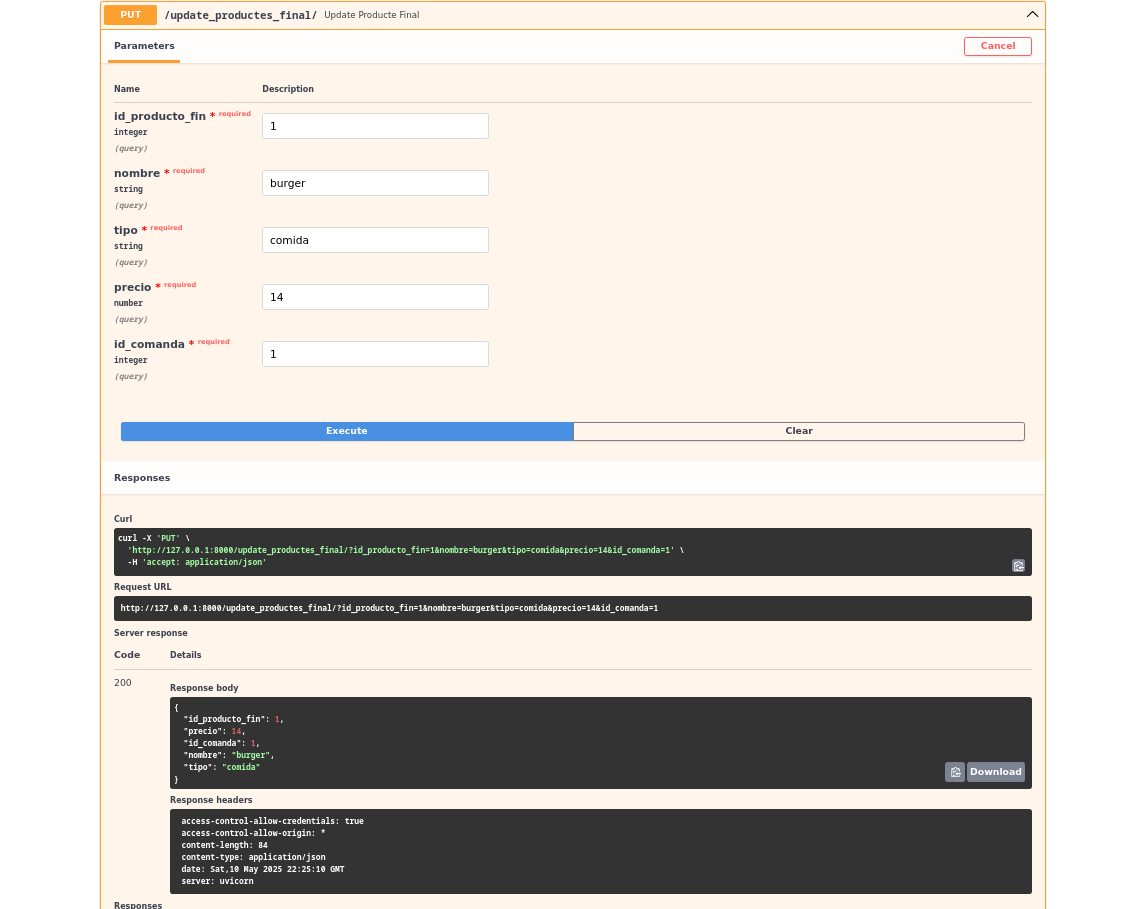 PUT /update_productes_final/ Update Producte Final
Parameters
Cancel
Name Description
id_producto_fin * required
integer
(query)
1
nombre * required
string
(query)
burger
tipo * required
string
(query)
comida
precio * required
number
(query)
14
id_comanda * required
integer
(query)
1
Execute Clear
Responses
Curl
curl -X 'PUT' \
'http://127.0.0.1:8000/update_productes_final/?id_producto_fin=1&nombre=burger&tipo=comida&precio=14&id_comanda=1' \
-H 'accept: application/json'
Request URL
http://127.0.0.1:8000/update_productes_final/?id_producto_fin=1&nombre=burger&tipo=comida&precio=14&id_comanda=1
Server response
Code Details
200
Response body
{
"id_producto_fin": 1,
"precio": 14,
"id_comanda": 1,
"nombre": "burger",
"tipo": "comida"
}
Download
Response headers
access-control-allow-credentials: true
access-control-allow-origin: *
content-length: 84
content-type: application/json
date: Sat,10 May 2025 22:25:10 GMT
server: uvicorn
Responses